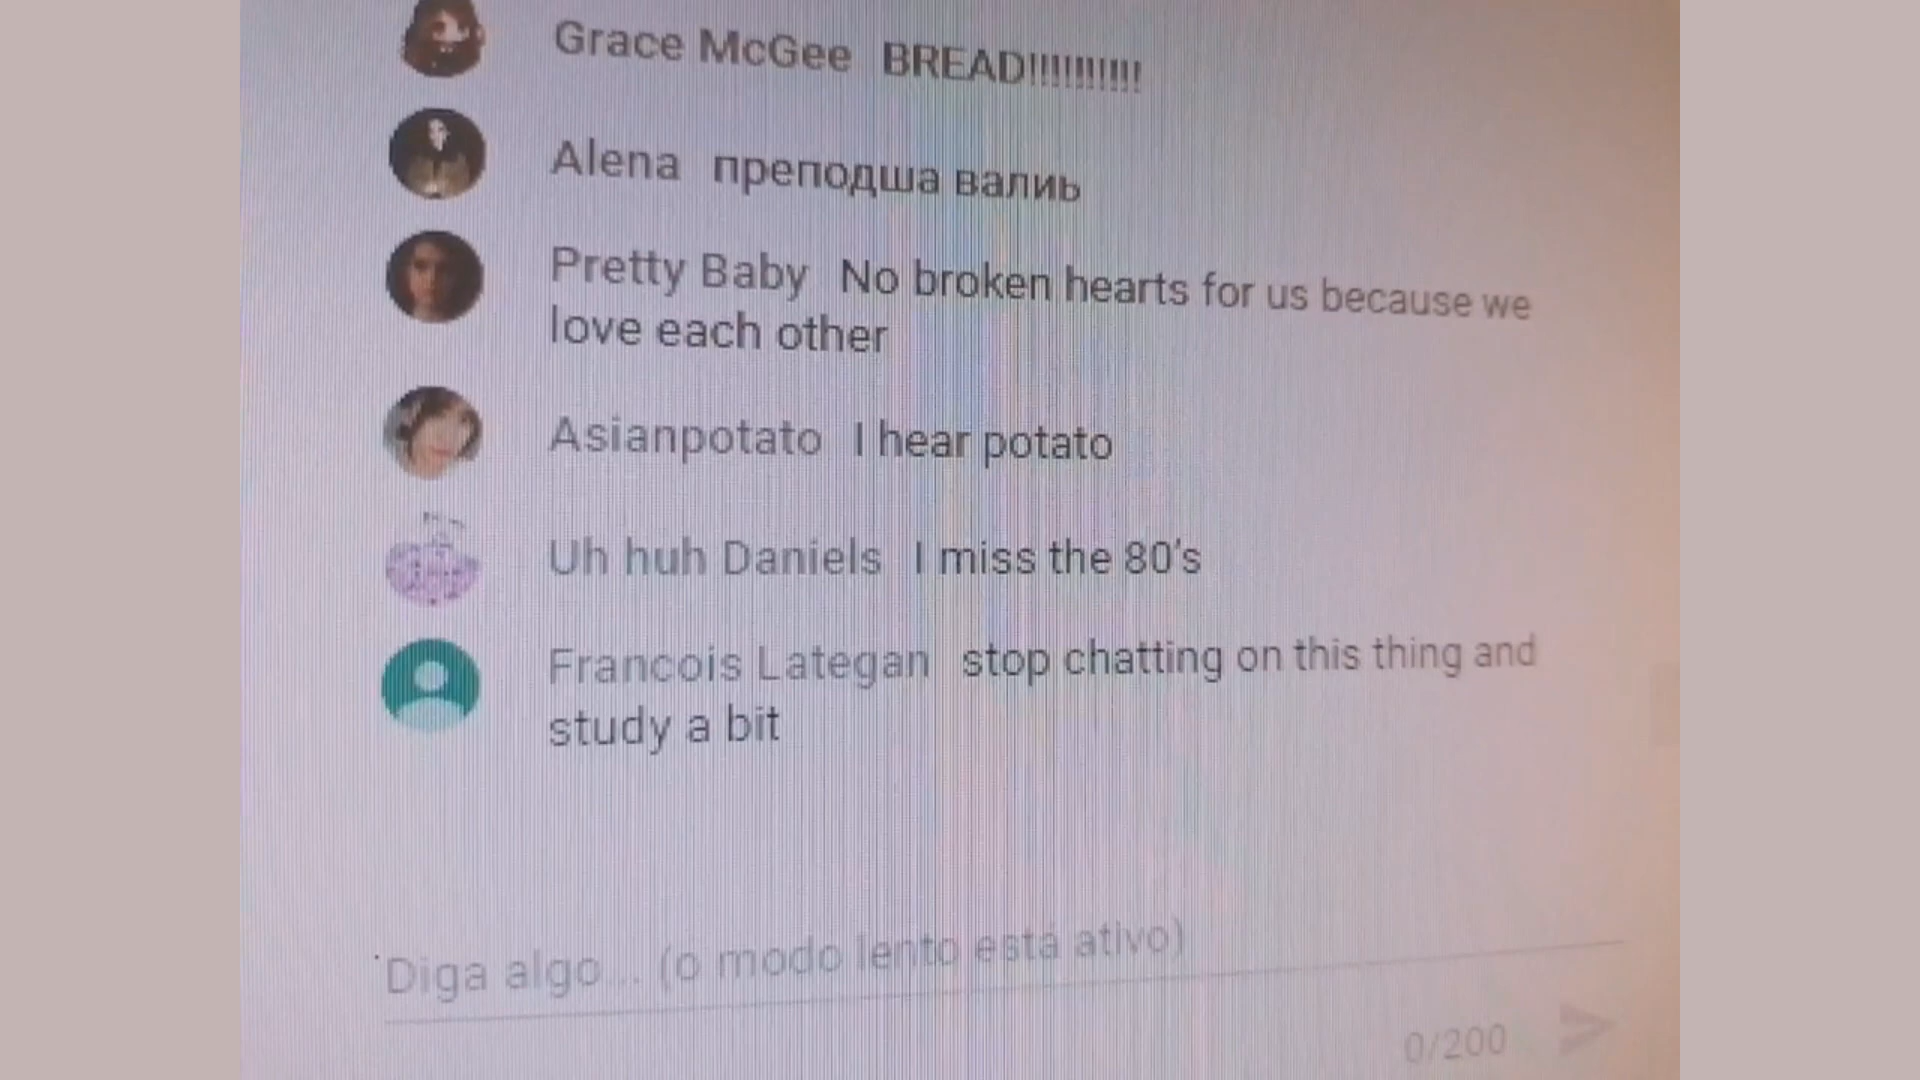 Grace McGee BREAD!!!!!!!!!!
Alena преподша валиь
Pretty Baby No broken hearts for us because we
love each other
Asianpotato I hear potato
Uh huh Daniels I miss the 80's
Francois Lategan stop chatting on this thing and
study a bit
Diga algo... (o modo lento está ativo)
0/200